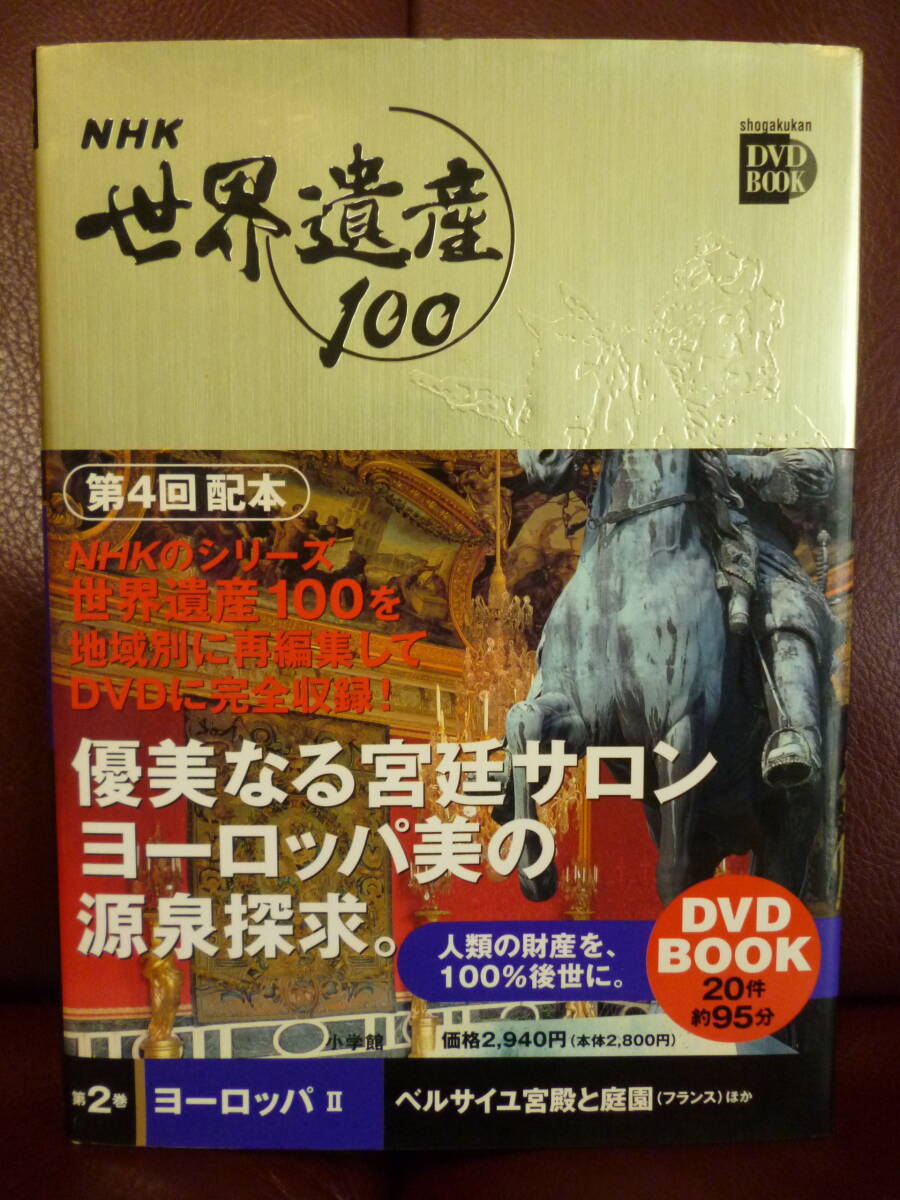 NHK
世界遺産
100
shogakukan
DVD
BOOK
第4回 配本
NHKのシリーズ
世界遺産100を
地域別に再編集して
DVDに完全収録!
優美なる宮廷サロン
ヨーロッパ美の
源泉探求。
人類の財産を、
100%後世に。
DVD
BOOK
20件
約95分
小学館
価格2,940円(本体2,800円)
第2巻
ヨーロッパ II
ベルサイユ宮殿と庭園(フランス)ほか